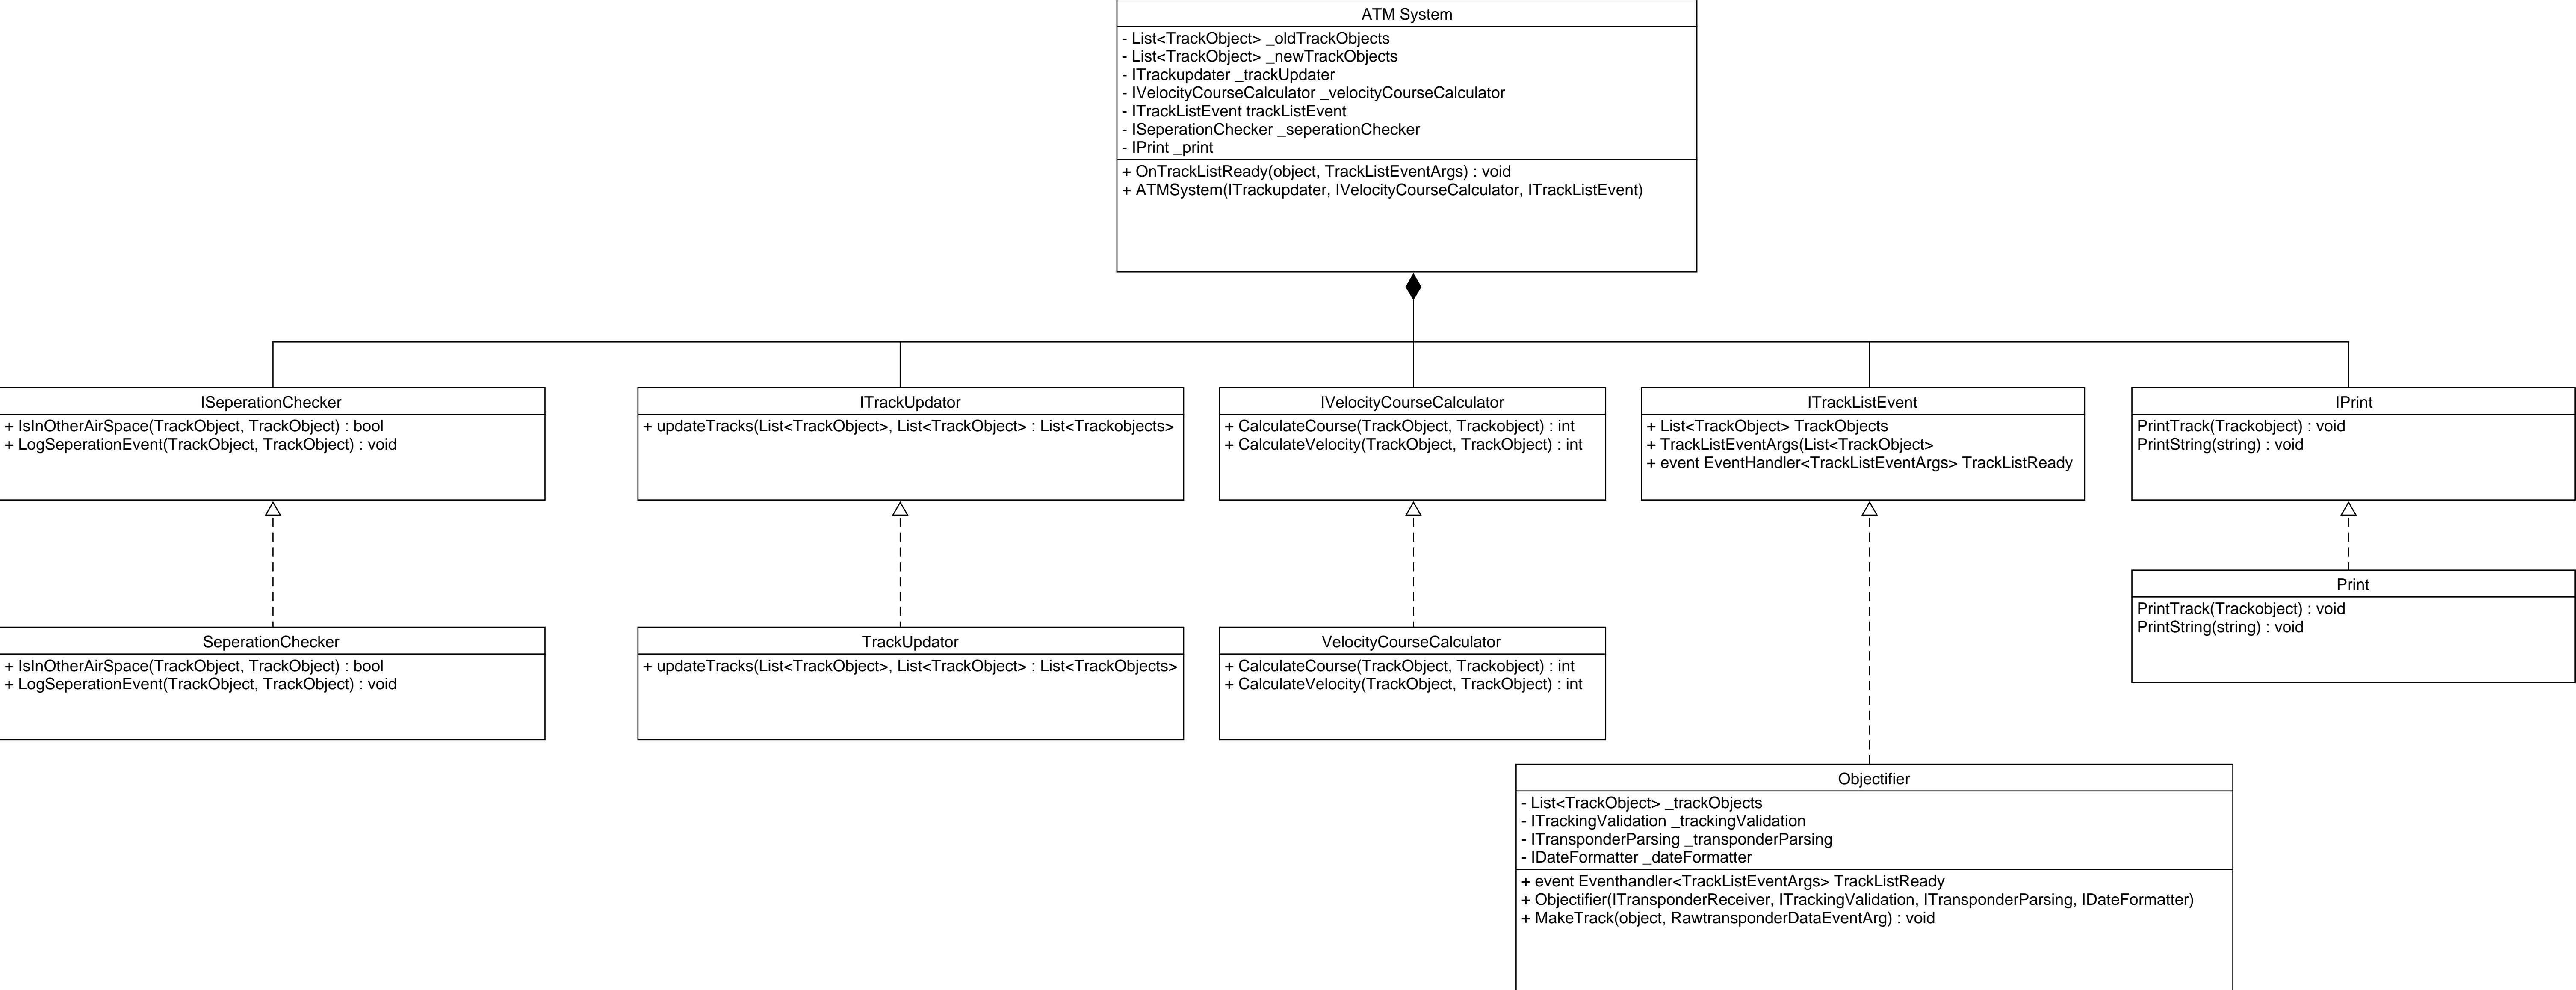 ATM System
- List<TrackObject> _oldTrackObjects
- List<TrackObject> _newTrackObjects
- ITrackupdater _trackUpdater
- IVelocityCourseCalculator _velocityCourseCalculator
- ITrackListEvent trackListEvent
- ISeperationChecker _seperationChecker
- IPrint _print
+ OnTrackListReady(object, TrackListEventArgs) : void
+ ATMSystem(ITrackupdater, IVelocityCourseCalculator, ITrackListEvent)
ISeperationChecker
+ IsInOtherAirSpace(TrackObject, TrackObject) : bool
+ LogSeperationEvent(TrackObject, TrackObject) : void
ITrackUpdator
+ updateTracks(List<TrackObject>, List<TrackObject> : List<Trackobjects>
IVelocityCourseCalculator
+ CalculateCourse(TrackObject, Trackobject) : int
+ CalculateVelocity(TrackObject, TrackObject) : int
ITrackListEvent
+ List<TrackObject> TrackObjects
+ TrackListEventArgs(List<TrackObject>
+ event EventHandler<TrackListEventArgs> TrackListReady
IPrint
PrintTrack(Trackobject) : void
PrintString(string) : void
SeperationChecker
+ IsInOtherAirSpace(TrackObject, TrackObject) : bool
+ LogSeperationEvent(TrackObject, TrackObject) : void
TrackUpdator
+ updateTracks(List<TrackObject>, List<TrackObject> : List<TrackObjects>
VelocityCourseCalculator
+ CalculateCourse(TrackObject, Trackobject) : int
+ CalculateVelocity(TrackObject, TrackObject) : int
Print
PrintTrack(Trackobject) : void
PrintString(string) : void
Objectifier
- List<TrackObject> _trackObjects
- ITrackingValidation _trackingValidation
- ITransponderParsing _transponderParsing
- IDateFormatter _dateFormatter
+ event Eventhandler<TrackListEventArgs> TrackListReady
+ Objectifier(ITransponderReceiver, ITrackingValidation, ITransponderParsing, IDateFormatter)
+ MakeTrack(object, RawtransponderDataEventArg) : void